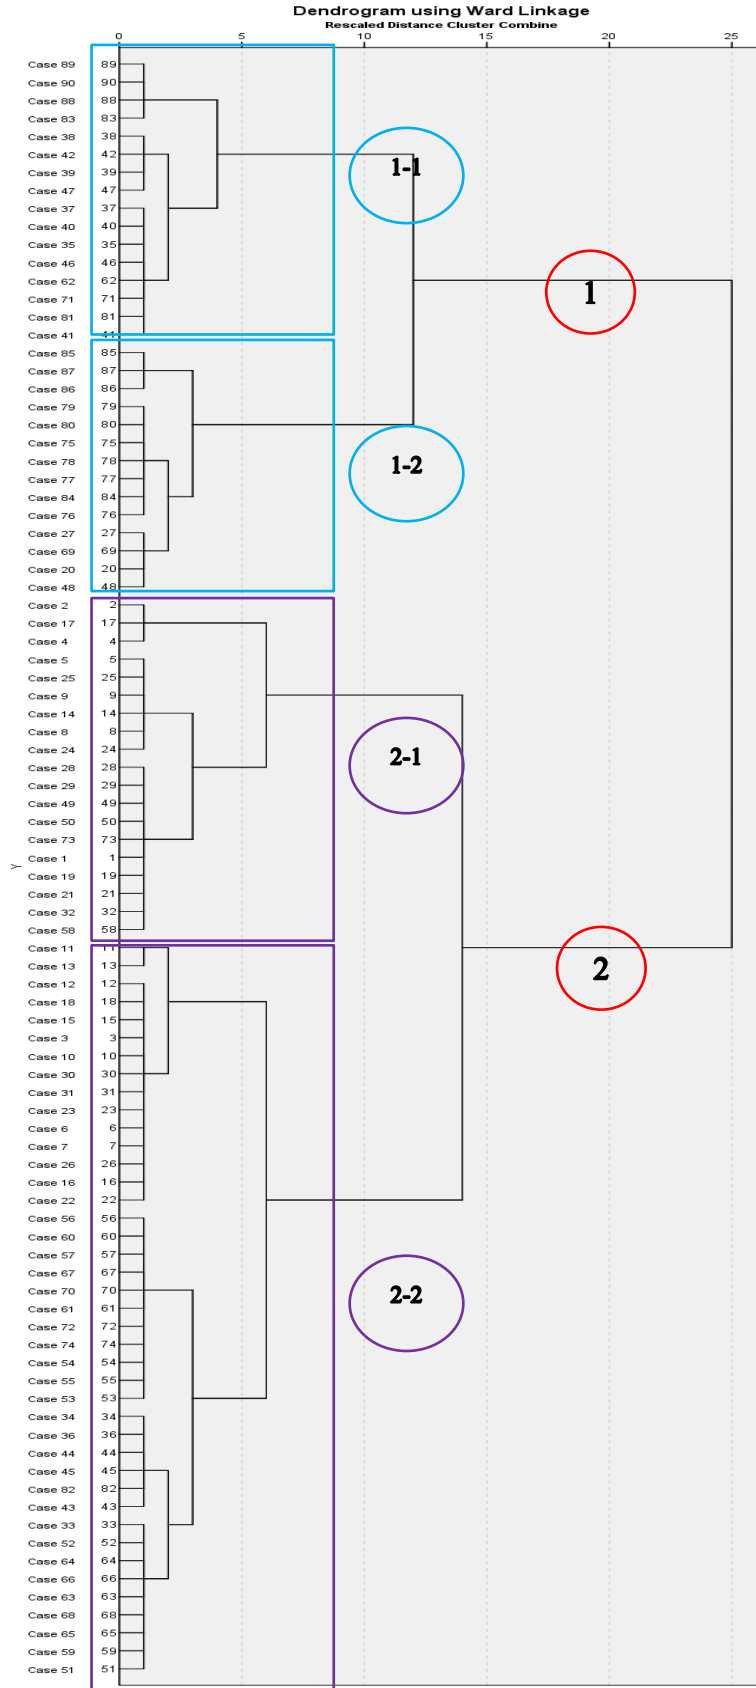 Dendrogram using Ward Linkage
Rescaled Distance Cluster Combine
0 5 10 15 20 25
Case 89 89
Case 90 90
Case 88 88
Case 83 83
Case 38 38
Case 42 42
1-1
Case 39 39
Case 47 47
Case 37 37
Case 40 40
Case 35 35
Case 46 46
Case 62 62
1
Case 71 71
Case 81 81
Case 41 41
Case 85 85
Case 87 87
Case 86 86
Case 79 79
Case 80 80
Case 75 75
Case 78 78
1-2
Case 77 77
Case 84 84
Case 76 76
Case 27 27
Case 69 69
Case 20 20
Case 48 48
Case 2 2
Case 17 17
Case 4 4
Case 5 5
Case 25 25
Case 9 9
Case 14 14
Case 8 8
Case 24 24
2-1
Case 28 28
Case 29 29
Case 49 49
Case 50 50
Case 73 73
Case 1 1
Y
Case 19 19
Case 21 21
Case 32 32
Case 58 58
Case 11 11
Case 13 13
2
Case 12 12
Case 18 18
Case 15 15
Case 3 3
Case 10 10
Case 30 30
Case 31 31
Case 23 23
Case 6 6
Case 7 7
Case 26 26
Case 16 16
Case 22 22
Case 56 56
Case 60 60
Case 57 57
Case 67 67
Case 70 70
2-2
Case 61 61
Case 72 72
Case 74 74
Case 54 54
Case 55 55
Case 53 53
Case 34 34
Case 36 36
Case 44 44
Case 45 45
Case 82 82
Case 43 43
Case 33 33
Case 52 52
Case 64 64
Case 66 66
Case 63 63
Case 68 68
Case 65 65
Case 59 59
Case 51 51